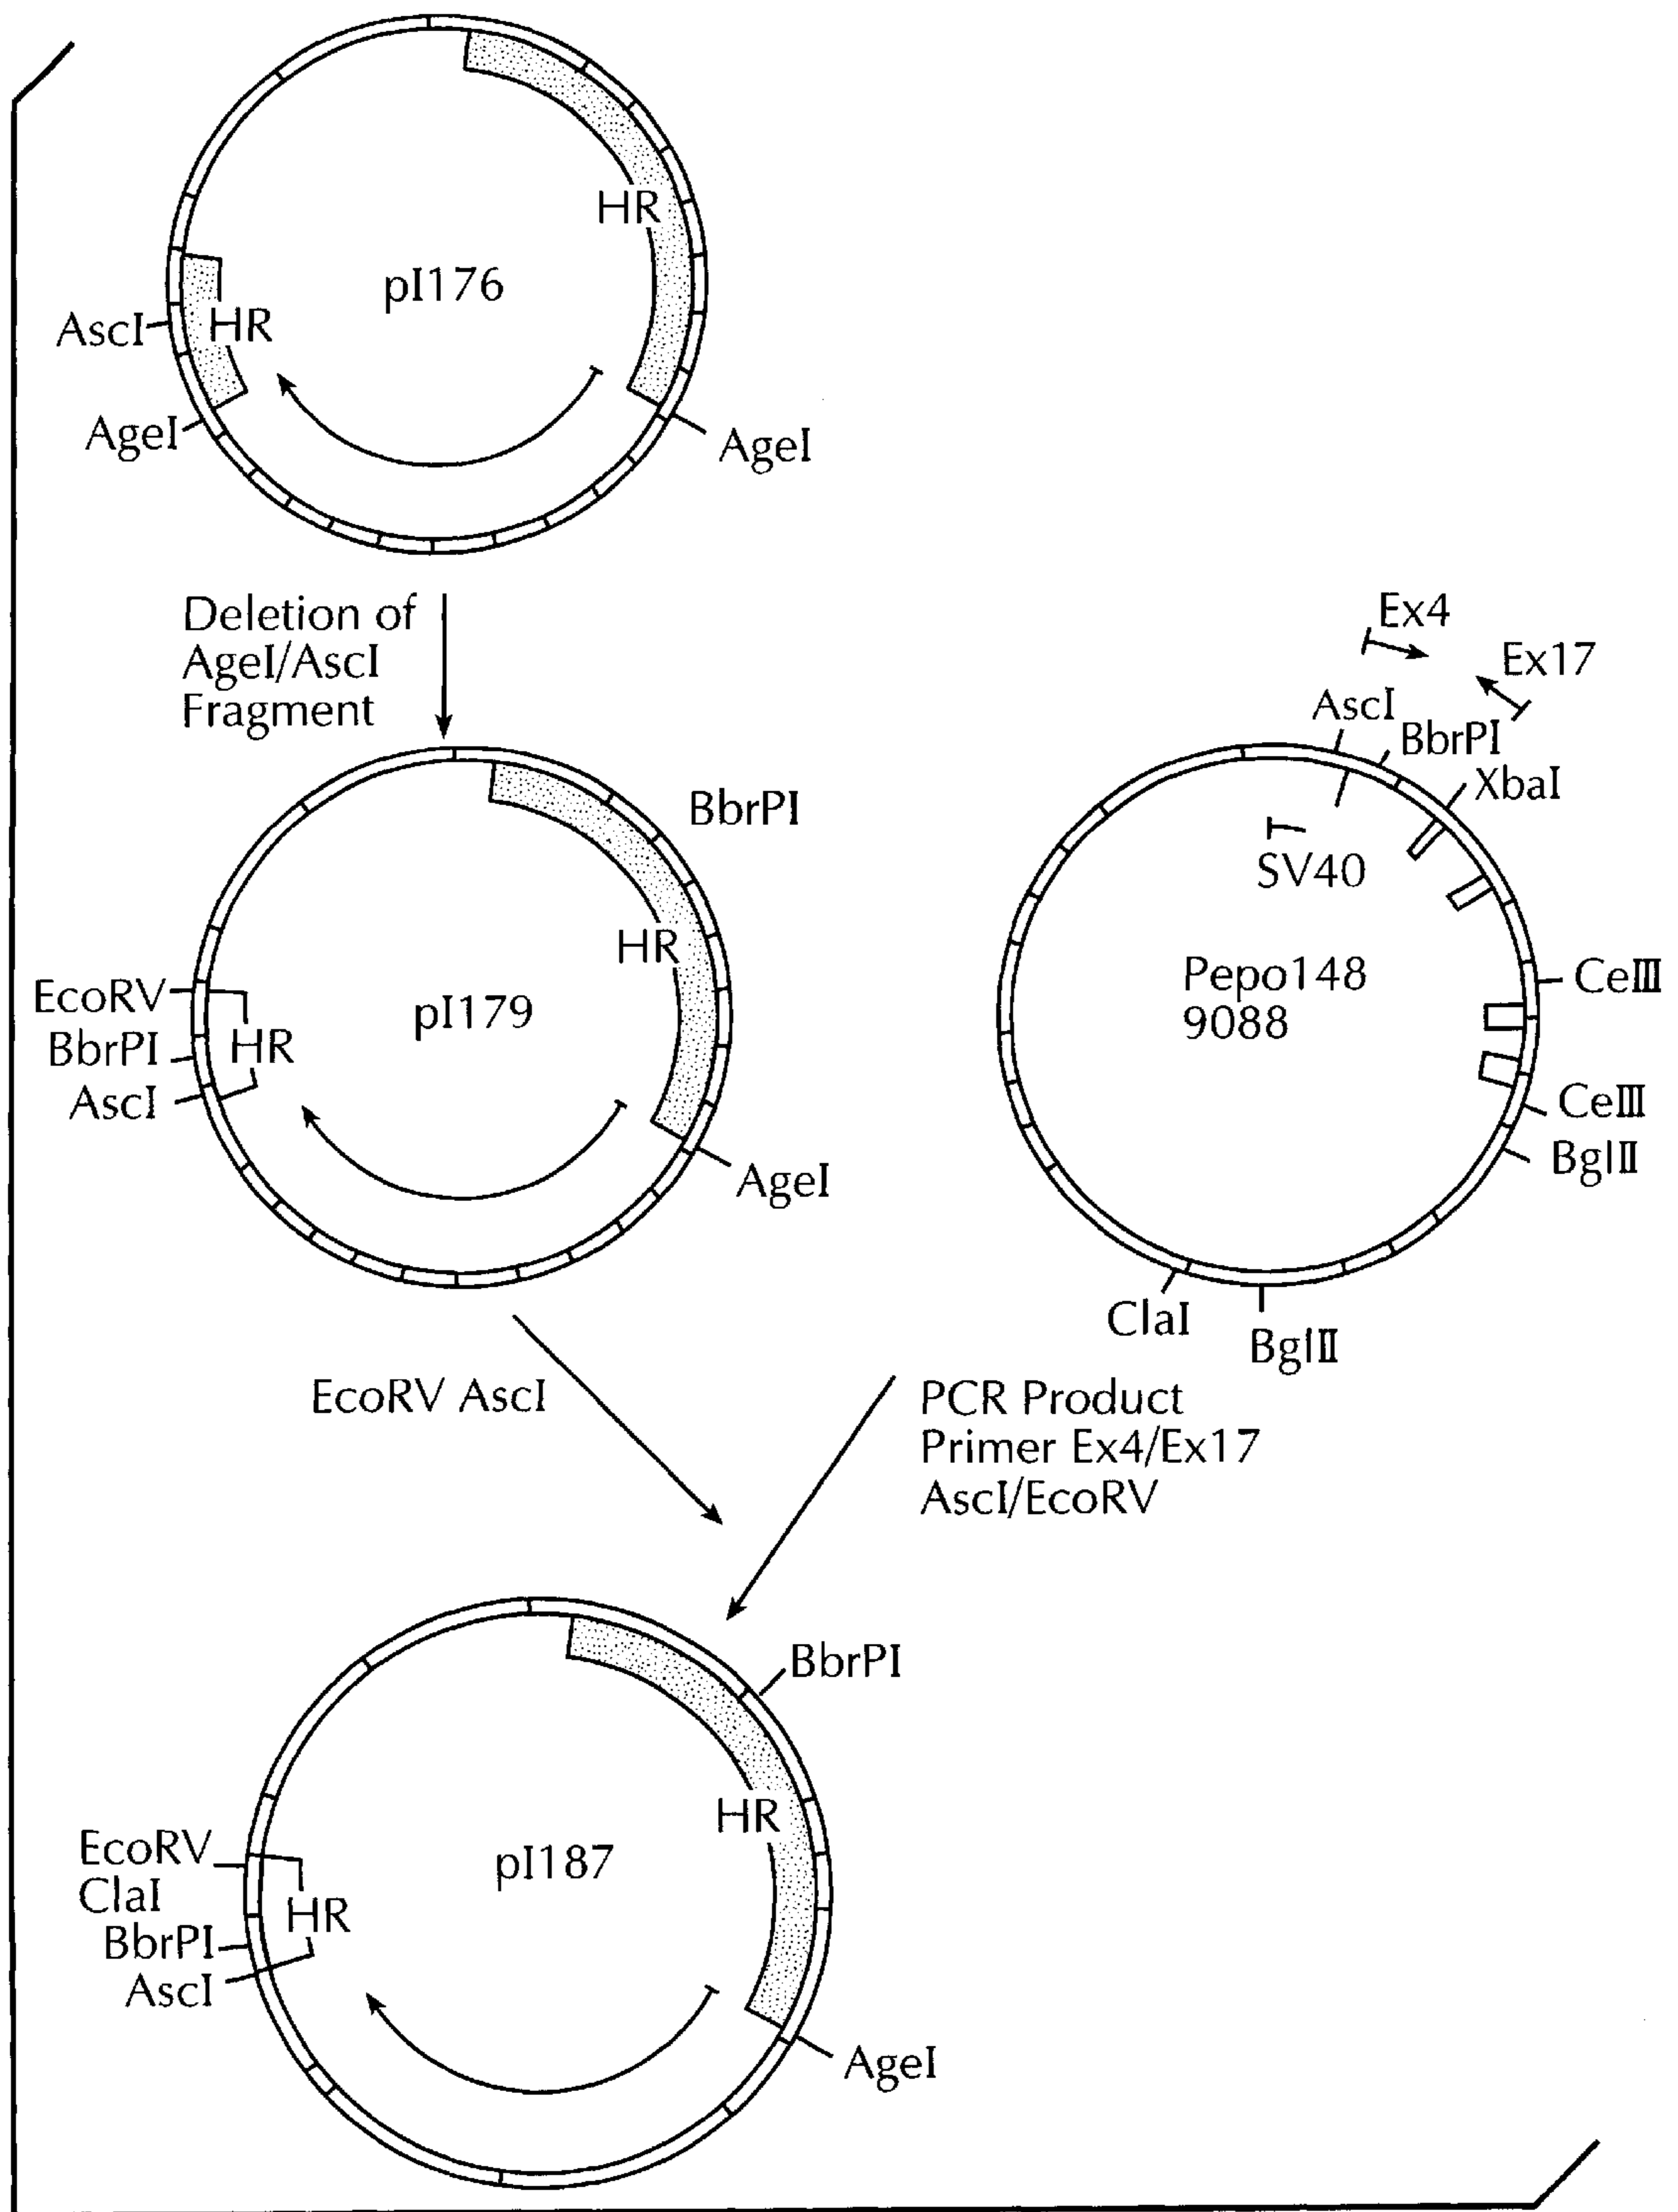 HR
pI176
AscI
HR
AgeI
AgeI
Deletion of
AgeI/AscI
Fragment
Ex4
Ex17
AscI
BbrPI
XbaI
SV40
Pepo148
9088
CeIII
CeIII
BglII
BglII
ClaI
BbrPI
HR
pI179
EcoRV
BbrPI
HR
AscI
AgeI
EcoRV AscI
PCR Product
Primer Ex4/Ex17
AscI/EcoRV
BbrPI
HR
pI187
EcoRV
ClaI
HR
BbrPI
AscI
AgeI